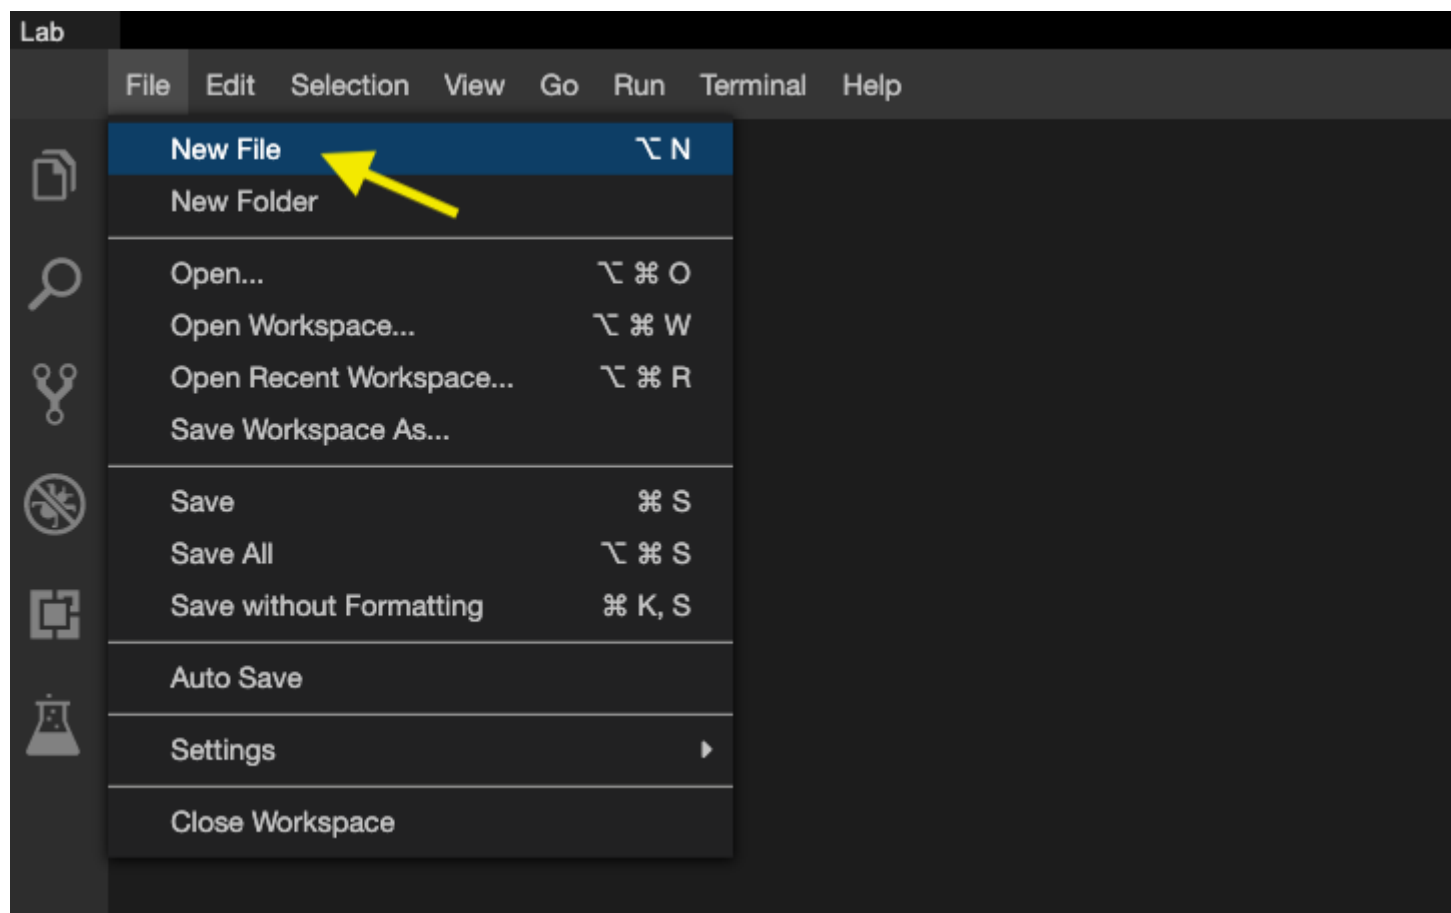 Lab
File Edit Selection View Go Run Terminal Help
New File ⌥ N
New Folder
Open... ⌥ ⌘ O
Open Workspace... ⌥ ⌘ W
Open Recent Workspace... ⌥ ⌘ R
Save Workspace As...
Save ⌘ S
Save All ⌥ ⌘ S
Save without Formatting ⌘ K, S
Auto Save
Settings
Close Workspace